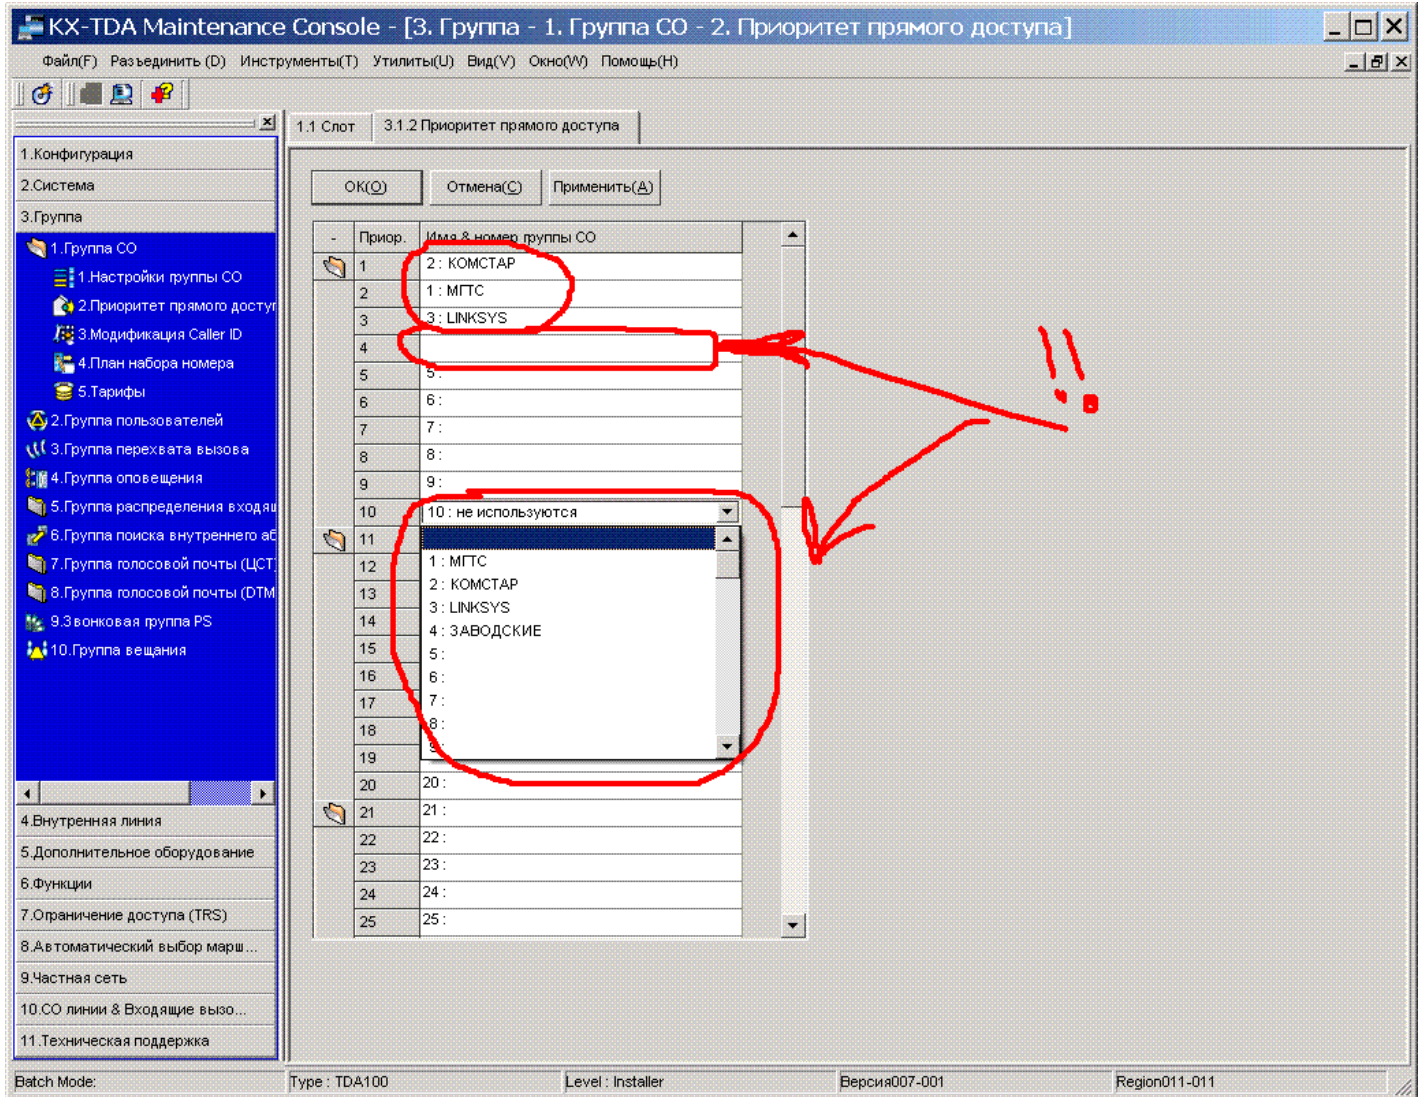 KX-TDA Maintenance Console - [3. Группа - 1. Группа СО - 2. Приоритет прямого доступа]
Файл(F) Разъединить (D) Инструменты(T) Утилиты(U) Вид(V) Окно(W) Помощь(H)
1.1 Слот 3.1.2 Приоритет прямого доступа
1.Конфигурация
2.Система
3.Группа
1.Группа СО
1.Настройки группы СО
2.Приоритет прямого доступ
3.Модификация Caller ID
4.План набора номера
5.Тарифы
2.Группа пользователей
3.Группа перехвата вызова
4.Группа оповещения
5.Группа распределения входящ
6.Группа поиска внутреннего аб
7.Группа голосовой почты (ЦСТ
8.Группа голосовой почты (DTM
9.Звонковая группа PS
10.Группа вещания
4.Внутренняя линия
5.Дополнительное оборудование
6.Функции
7.Ограничение доступа (TRS)
8.Автоматический выбор марш...
9.Частная сеть
10.СО линии & Входящие вызо...
11.Техническая поддержка
ОК(O) Отмена(C) Применить(A)
- Приор. Имя & номер группы СО
1 2 : КОМСТАР
2 1 : МГТС
3 3 : LINKSYS
4
5 5 :
6 6 :
7 7 :
8 8 :
9 9 :
10 10 : не используются
11
12 1 : МГТС
13 2 : КОМСТАР
14 3 : LINKSYS
15 4 : ЗАВОДСКИЕ
16 5 :
17 6 :
18 7 :
19 8 :
9 :
20 20 :
21 21 :
22 22 :
23 23 :
24 24 :
25 25 :
!!
Batch Mode: Type : TDA100 Level : Installer Версия007-001 Region011-011